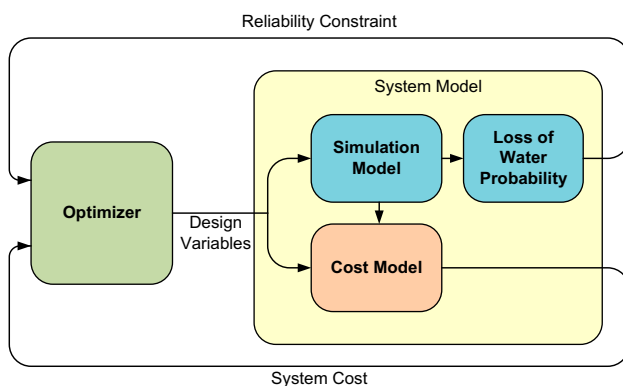 Reliability Constraint
System Model
Simulation
Model
Loss of
Water
Probability
Optimizer
Design
Variables
Cost Model
System Cost